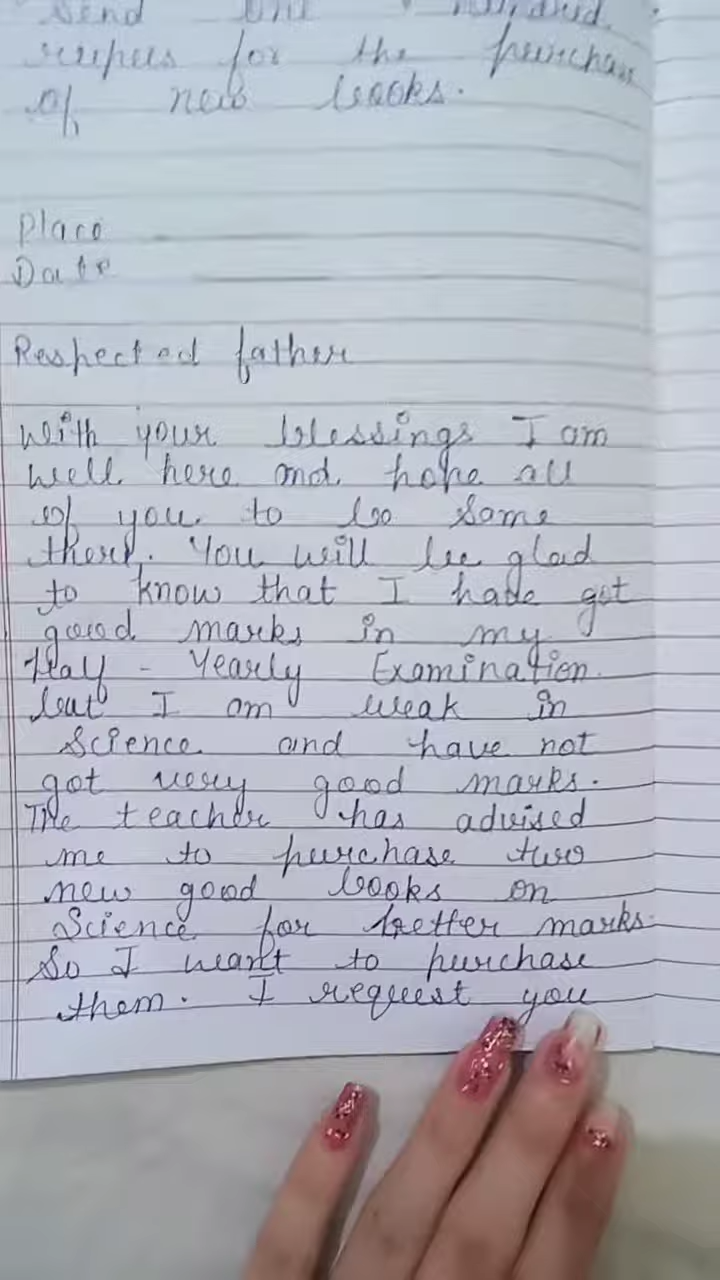 send one hundred
rupees for the purchase
of new books.
Place
Date
Respected father
With your blessings I am
well here and hope all
of you to be same
there. You will be glad
to know that I have got
good marks in my
Half - Yearly Examination.
but I am weak in
Science and have not
got very good marks.
The teacher has advised
me to purchase two
new good books on
Science for better marks.
So I want to purchase
them. I request you